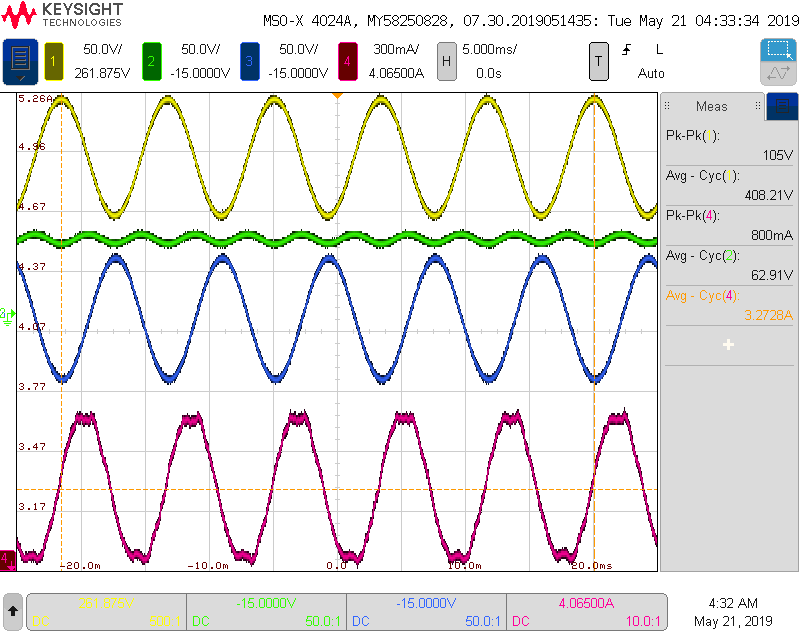 KEYSIGHT
TECHNOLOGIES
MSO-X 4024A, MY58250828, 07.30.2019051435: Tue May 21 04:33:34 2019
1 50.0V/ 261.875V
2 50.0V/ -15.0000V
3 50.0V/ -15.0000V
4 300mA/ 4.06500A
H 5.000ms/ 0.0s
T L Auto
5.26A
4.96
4.67
4.37
4.07
3.77
3.47
3.17
-20.0m -10.0m 0.0 10.0m 20.0ms
4
Meas
Pk-Pk( ):
105V
Avg - Cyc( ):
408.21V
Pk-Pk(4):
800mA
Avg - Cyc(2):
62.91V
Avg - Cyc(4):
3.2728A
261.875V -15.0000V -15.0000V 4.06500A
DC 500:1 DC 50.0:1 DC 50.0:1 DC 10.0:1
4:32 AM
May 21, 2019